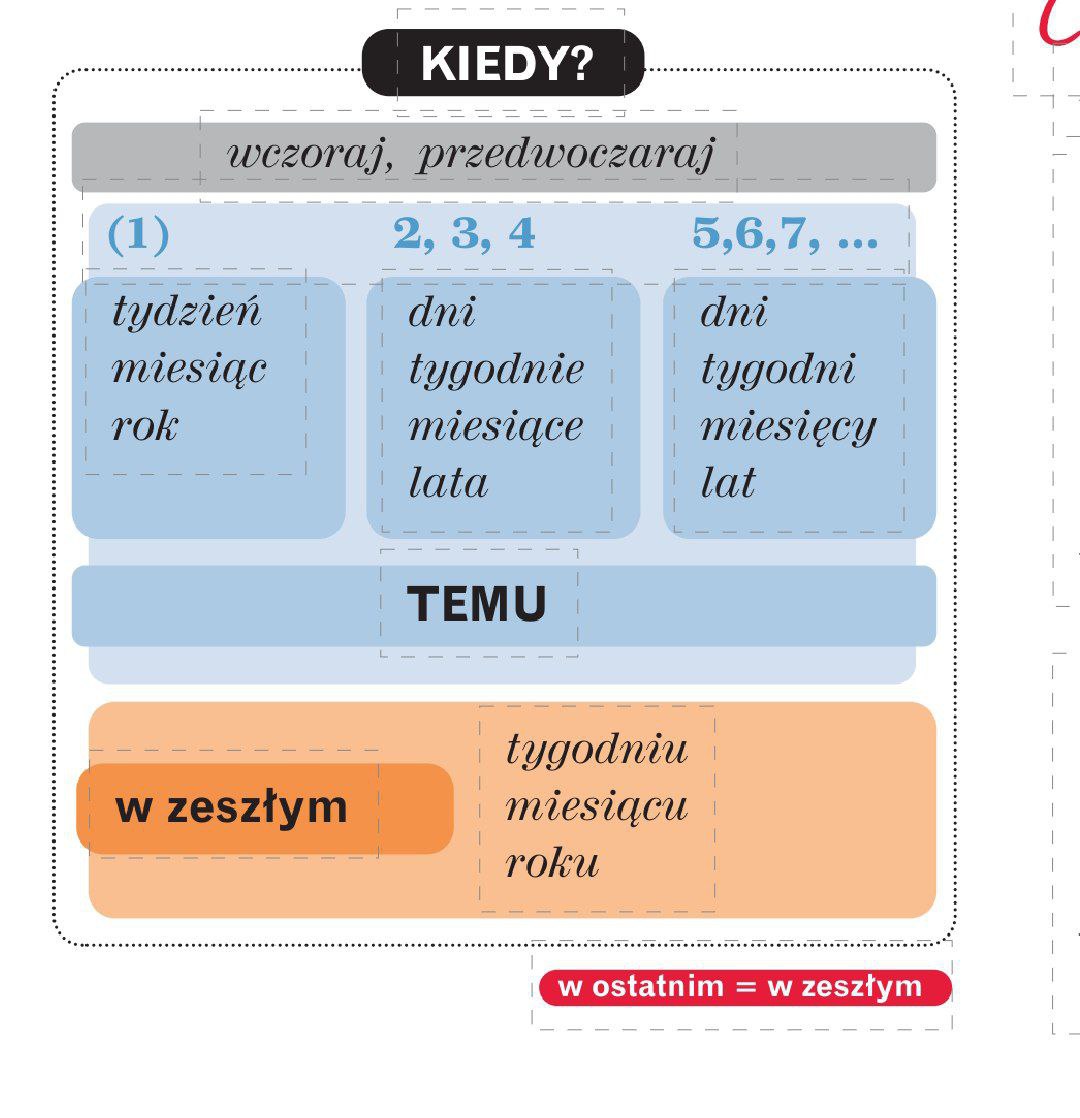 KIEDY?
wczoraj, przedwoczaraj
(1) 2, 3, 4 5,6,7, ...
tydzień
miesiąc
rok
dni
tygodnie
miesiące
lata
dni
tygodni
miesięcy
lat
TEMU
w zeszłym
tygodniu
miesiącu
roku
w ostatnim = w zeszłym